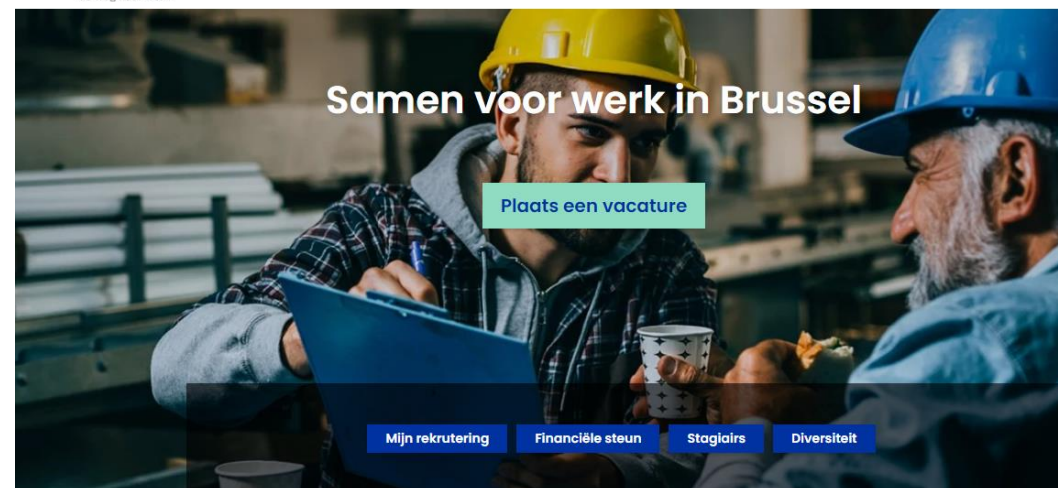 Samen voor werk in Brussel
Plaats een vacature
Mijn rekrutering
Financiële steun
Stagiairs
Diversiteit